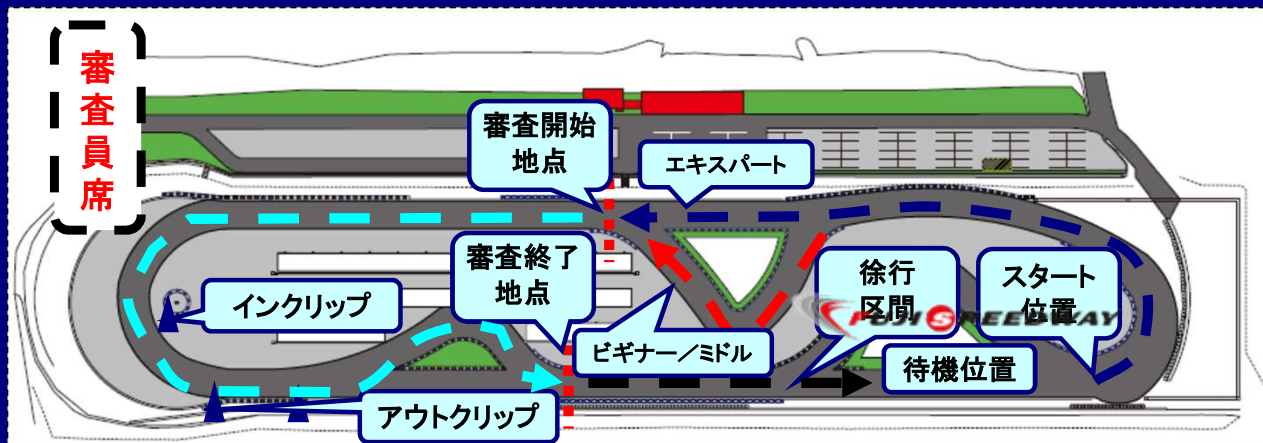 審
査
員
席
審査開始
地点
エキスパート
審査終了
地点
徐行
区間
スタート
位置
インクリップ
FUJI SPEEDWAY
ビギナー／ミドル
待機位置
アウトクリップ